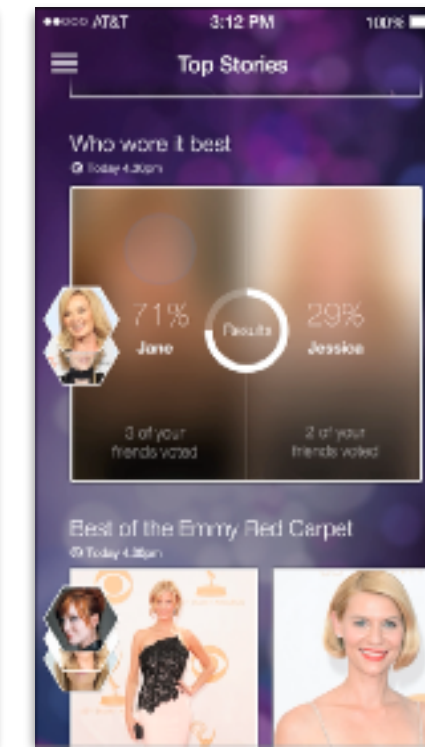 AT&T 3:12 PM 100%
Top Stories
Who wore it best
Today 4.30pm
71% Results 29%
Jane Jessica
3 of your 2 of your
friends voted friends voted
Best of the Emmy Red Carpet
Today 4.30pm